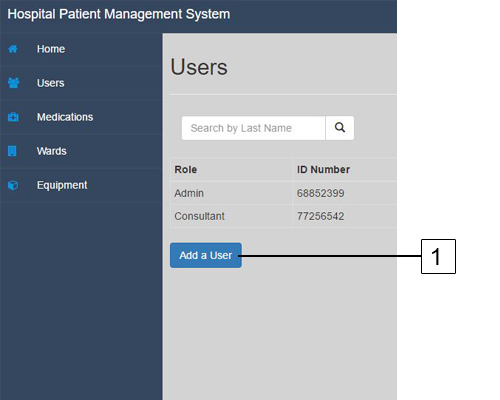 Hospital Patient Management System
Home
Users
Medications
Wards
Equipment
Users
Search by Last Name
Role ID Number
Admin 68852399
Consultant 77256542
Add a User
1